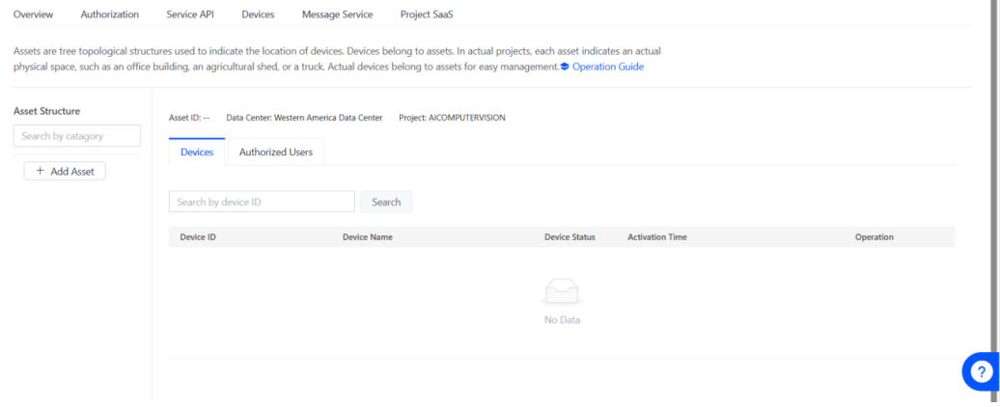 Overview Authorization Service API Devices Message Service Project SaaS
Assets are tree topological structures used to indicate the location of devices. Devices belong to assets. In actual projects, each asset indicates an actual
physical space, such as an office building, an agricultural shed, or a truck. Actual devices belong to assets for easy management. Operation Guide
Asset Structure
Search by catagory
+ Add Asset
Asset ID: -- Data Center: Western America Data Center Project: AICOMPUTERVISION
Devices Authorized Users
Search by device ID Search
Device ID Device Name Device Status Activation Time Operation
No Data
?